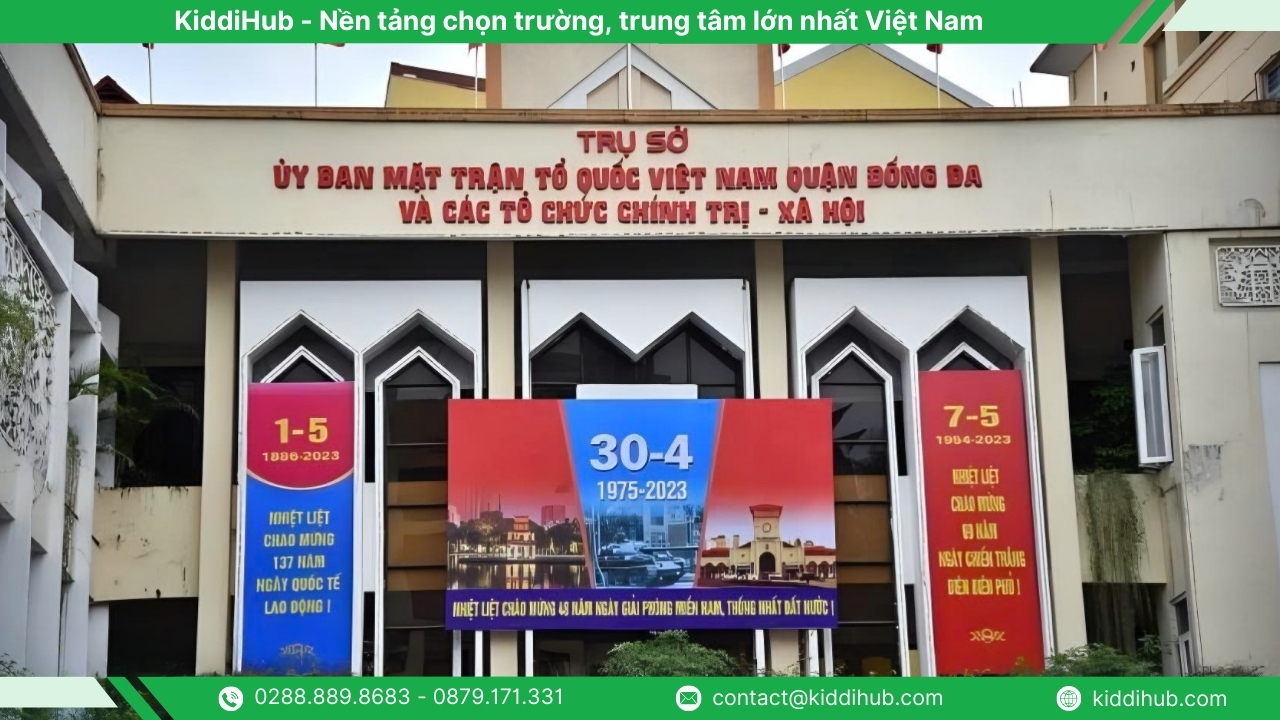 KiddiHub - Nền tảng chọn trường, trung tâm lớn nhất Việt Nam
TRỤ SỞ
ỦY BAN MẶT TRẬN TỔ QUỐC VIỆT NAM QUẬN ĐỐNG ĐA
VÀ CÁC TỔ CHỨC CHÍNH TRỊ - XÃ HỘI
1-5
1886-2023
NHIỆT LIỆT
CHÀO MỪNG
137 NĂM
NGÀY QUỐC TẾ
LAO ĐỘNG !
30-4
1975-2023
NHIỆT LIỆT CHÀO MỪNG 48 NĂM NGÀY GIẢI PHÓNG MIỀN NAM, THỐNG NHẤT ĐẤT NƯỚC !
7-5
1954-2023
NHIỆT LIỆT
CHÀO MỪNG
69 NĂM
NGÀY CHIẾN THẮNG
ĐIỆN BIÊN PHỦ !
0288.889.8683 - 0879.171.331
contact@kiddihub.com
kiddihub.com